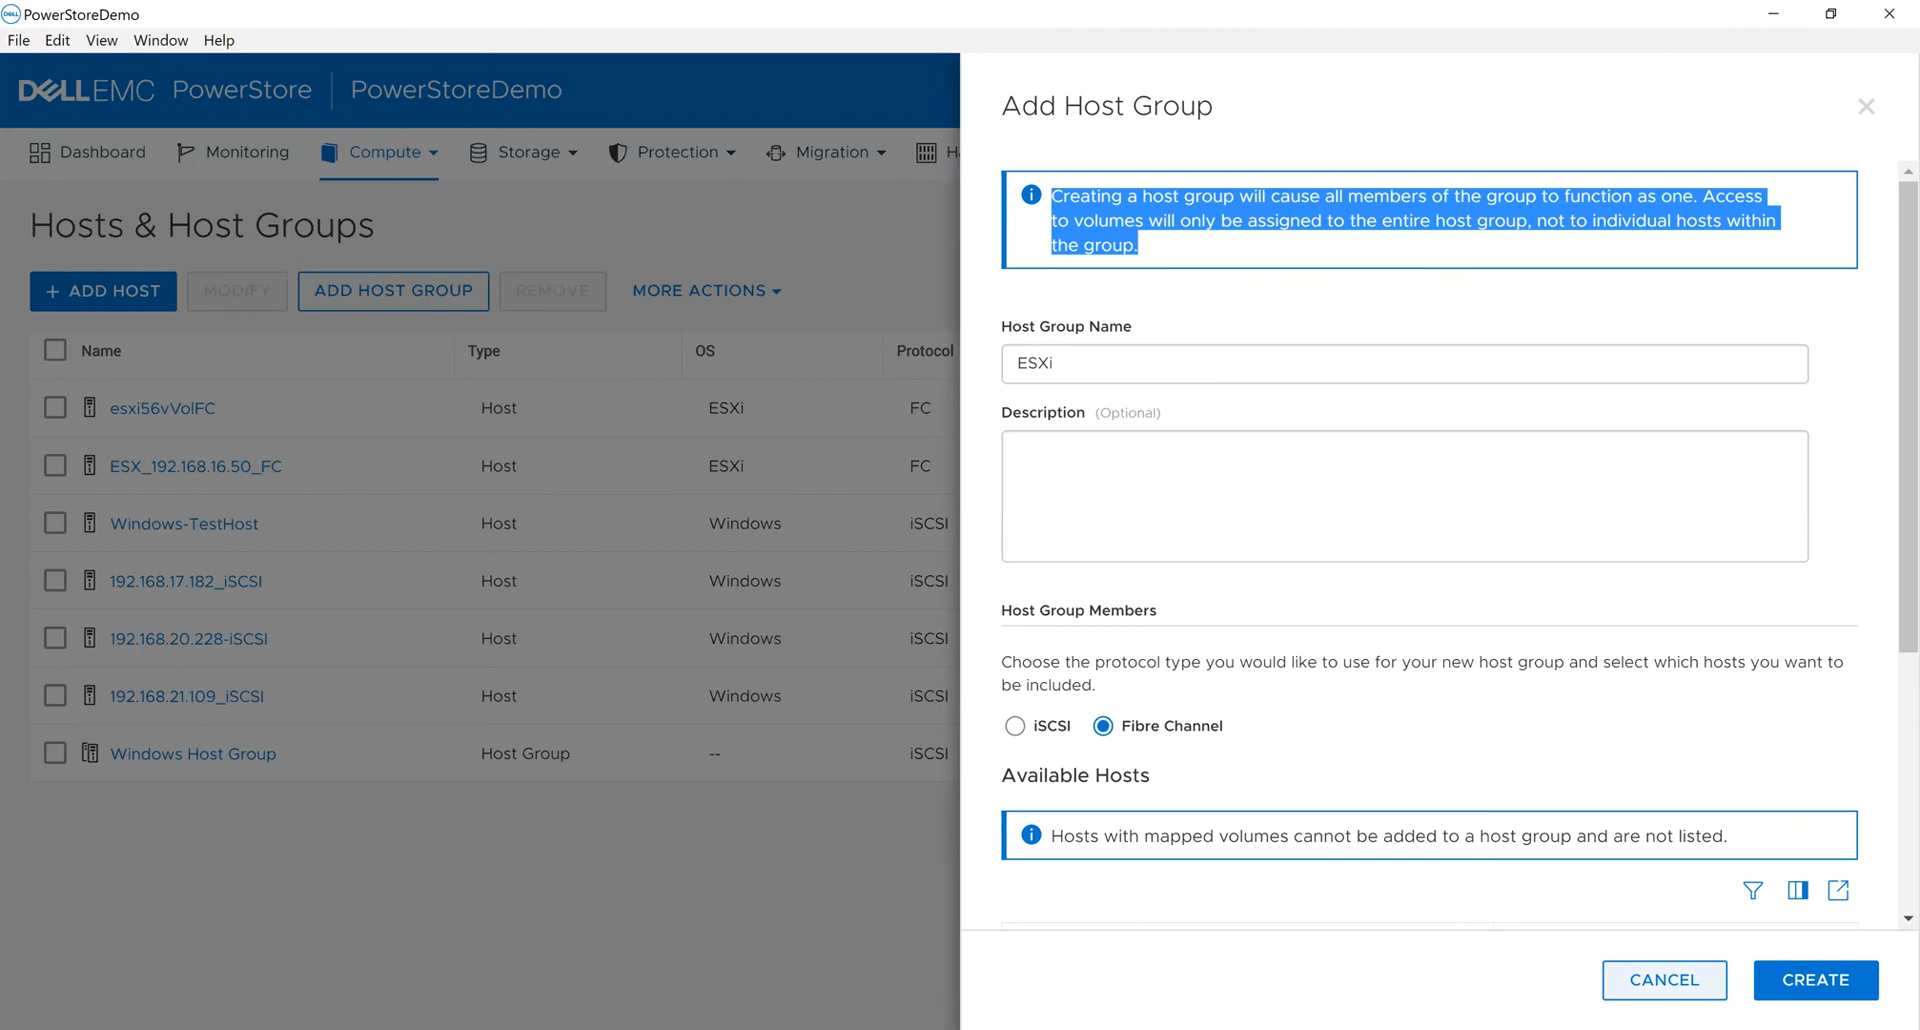 PowerStoreDemo
File Edit View Window Help
DELLEMC PowerStore PowerStoreDemo
Dashboard Monitoring Compute Storage Protection Migration
Hosts & Host Groups
+ ADD HOST MODIFY ADD HOST GROUP REMOVE MORE ACTIONS
Name Type OS Protocol
esxi56vVolFC Host ESXi FC
ESX_192.168.16.50_FC Host ESXi FC
Windows-TestHost Host Windows iSCSI
192.168.17.182_iSCSI Host Windows iSCSI
192.168.20.228-iSCSI Host Windows iSCSI
192.168.21.109_iSCSI Host Windows iSCSI
Windows Host Group Host Group -- iSCSI
Add Host Group
Creating a host group will cause all members of the group to function as one. Access
to volumes will only be assigned to the entire host group, not to individual hosts within
the group.
Host Group Name
ESXi
Description (Optional)
Host Group Members
Choose the protocol type you would like to use for your new host group and select which hosts you want to
be included.
iSCSI Fibre Channel
Available Hosts
Hosts with mapped volumes cannot be added to a host group and are not listed.
CANCEL CREATE